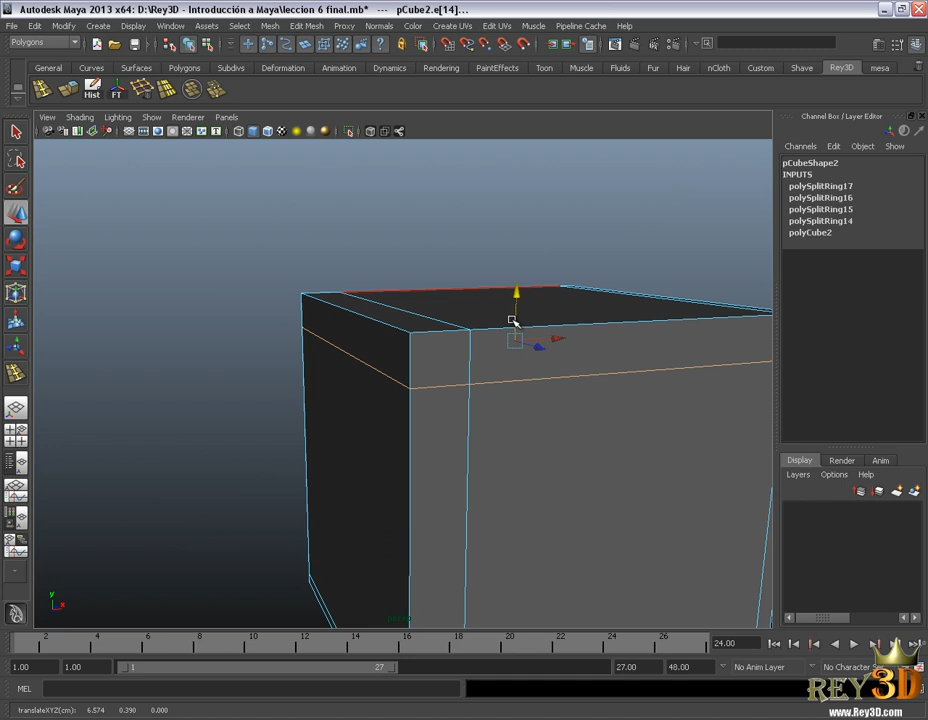 Autodesk Maya 2013 x64: D:\Rey3D - Introducción a Maya\leccion 6 final.mb* --- pCube2.e[14]...
File Edit Modify Create Display Window Assets Select Mesh Edit Mesh Proxy Normals Color Create UVs Edit UVs Muscle Pipeline Cache Help
Polygons
General Curves Surfaces Polygons Subdivs Deformation Animation Dynamics Rendering PaintEffects Toon Muscle Fluids Fur Hair nCloth Custom Shave Rey3D mesa
Hist FT
View Shading Lighting Show Renderer Panels
Channel Box / Layer Editor
Channels Edit Object Show
pCubeShape2
INPUTS
polySplitRing17
polySplitRing16
polySplitRing15
polySplitRing14
polyCube2
Display Render Anim
Layers Options Help
y
x
persp
2 4 6 8 10 12 14 16 18 20 22 24 26
24.00
1.00 1.00 1 27 27.00 48.00 No Anim Layer No Character Se
MEL
translateXYZ(cm): 6.574 0.390 0.000
REY3D
www.Rey3D.com